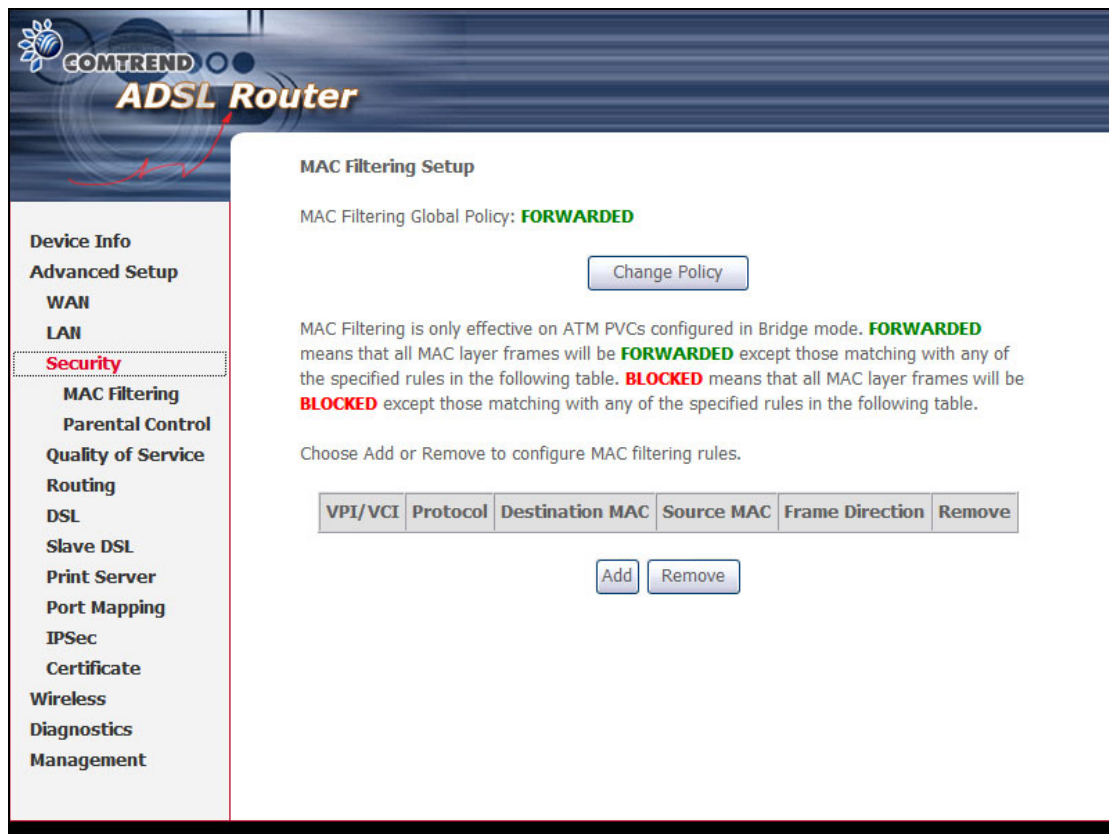 COMTREND
ADSL Router
Device Info
Advanced Setup
WAN
LAN
Security
MAC Filtering
Parental Control
Quality of Service
Routing
DSL
Slave DSL
Print Server
Port Mapping
IPSec
Certificate
Wireless
Diagnostics
Management
MAC Filtering Setup
MAC Filtering Global Policy: FORWARDED
Change Policy
MAC Filtering is only effective on ATM PVCs configured in Bridge mode. FORWARDED
means that all MAC layer frames will be FORWARDED except those matching with any of
the specified rules in the following table. BLOCKED means that all MAC layer frames will be
BLOCKED except those matching with any of the specified rules in the following table.
Choose Add or Remove to configure MAC filtering rules.
VPI/VCI Protocol Destination MAC Source MAC Frame Direction Remove
Add Remove